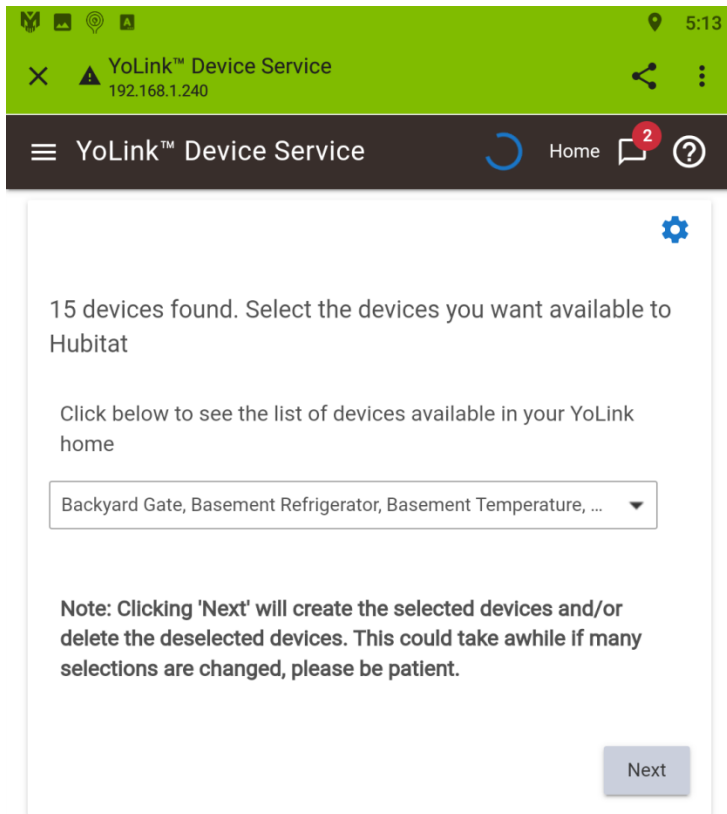 5:13
YoLink™ Device Service
192.168.1.240
YoLink™ Device Service
Home
2
15 devices found. Select the devices you want available to
Hubitat
Click below to see the list of devices available in your YoLink
home
Backyard Gate, Basement Refrigerator, Basement Temperature, ...
Note: Clicking 'Next' will create the selected devices and/or
delete the deselected devices. This could take awhile if many
selections are changed, please be patient.
Next